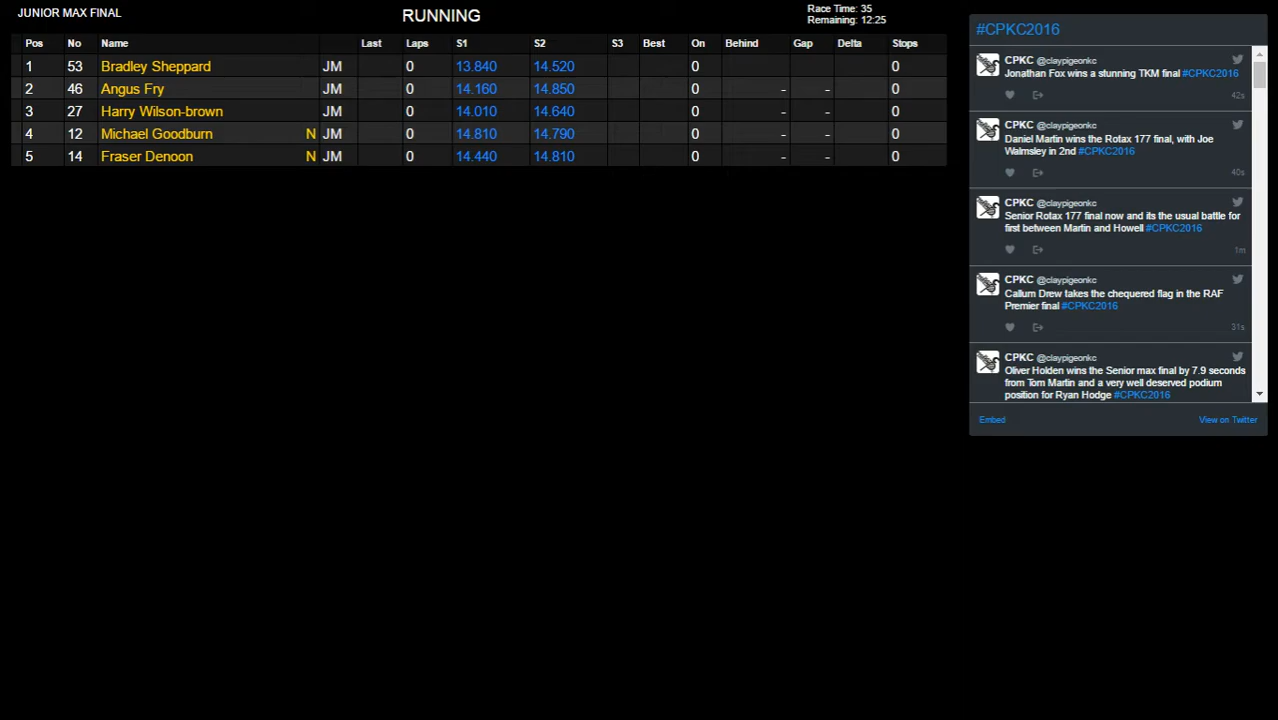 JUNIOR MAX FINAL
RUNNING
Race Time: 35
Remaining: 12:25
Pos No Name Last Laps S1 S2 S3 Best On Behind Gap Delta Stops
1 53 Bradley Sheppard JM 0 13.840 14.520 0 0
2 46 Angus Fry JM 0 14.160 14.850 0 - - 0
3 27 Harry Wilson-brown JM 0 14.010 14.640 0 - - 0
4 12 Michael Goodburn N JM 0 14.810 14.790 0 - - 0
5 14 Fraser Denoon N JM 0 14.440 14.810 0 - - 0
#CPKC2016
CPKC @claypigeonkc
Jonathan Fox wins a stunning TKM final #CPKC2016
42s
CPKC @claypigeonkc
Daniel Martin wins the Rotax 177 final, with Joe
Walmsley in 2nd #CPKC2016
40s
CPKC @claypigeonkc
Senior Rotax 177 final now and its the usual battle for
first between Martin and Howell #CPKC2016
1m
CPKC @claypigeonkc
Callum Drew takes the chequered flag in the RAF
Premier final #CPKC2016
31s
CPKC @claypigeonkc
Oliver Holden wins the Senior max final by 7.9 seconds
from Tom Martin and a very well deserved podium
position for Ryan Hodge #CPKC2016
Embed View on Twitter